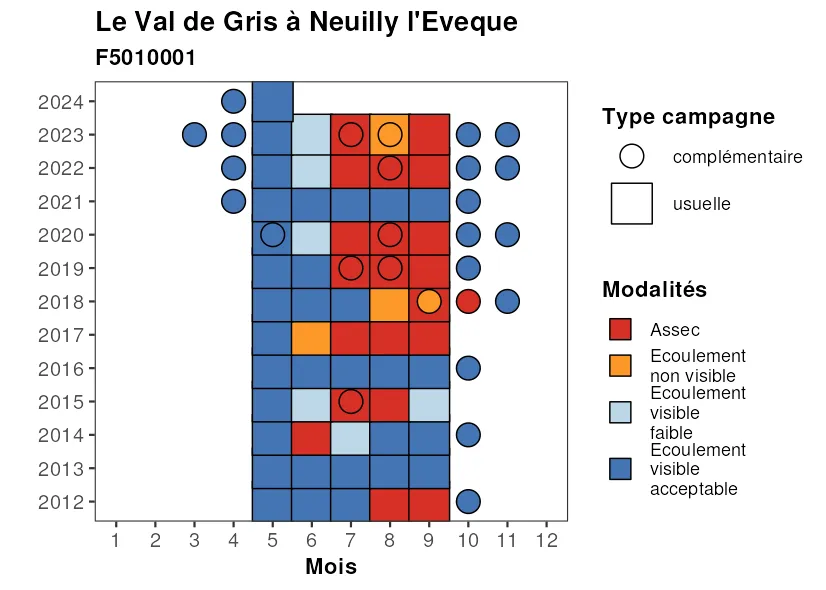 Le Val de Gris à Neuilly l'Eveque
F5010001
2024
2023
2022
2021
2020
2019
2018
2017
2016
2015
2014
2013
2012
1 2 3 4 5 6 7 8 9 10 11 12
Mois
Type campagne
complémentaire
usuelle
Modalités
Assec
Ecoulement
non visible
Ecoulement
visible
faible
Ecoulement
visible
acceptable